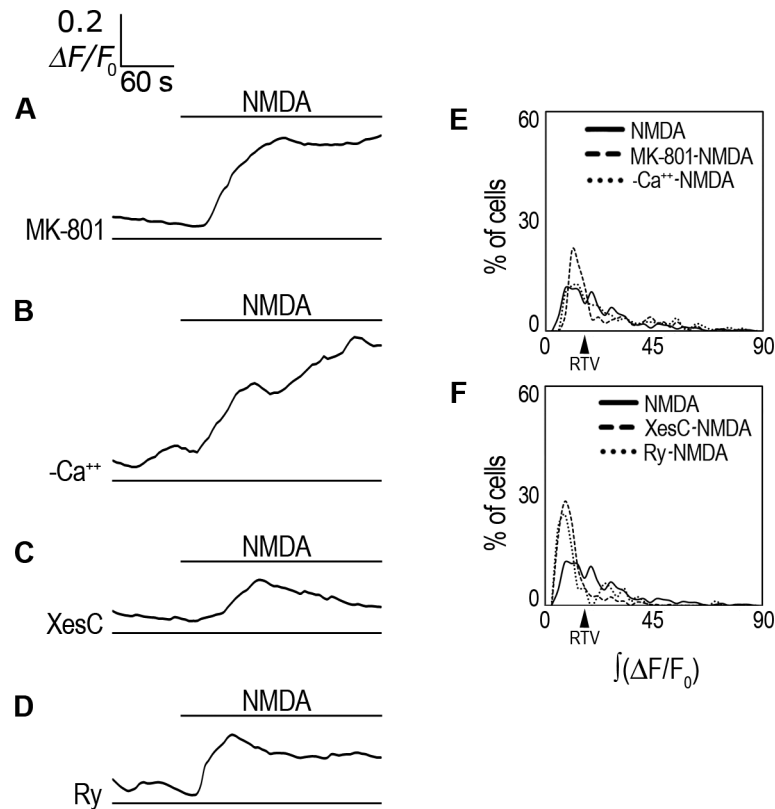 0.2
ΔF/F₀
60 s
A
NMDA
MK-801
B
NMDA
-Ca⁺⁺
C
NMDA
XesC
D
NMDA
Ry
E
60
30
0
% of cells
NMDA
MK-801-NMDA
-Ca⁺⁺-NMDA
0 45 90
RTV
F
60
30
0
% of cells
NMDA
XesC-NMDA
Ry-NMDA
0 45 90
RTV
∫(ΔF/F₀)